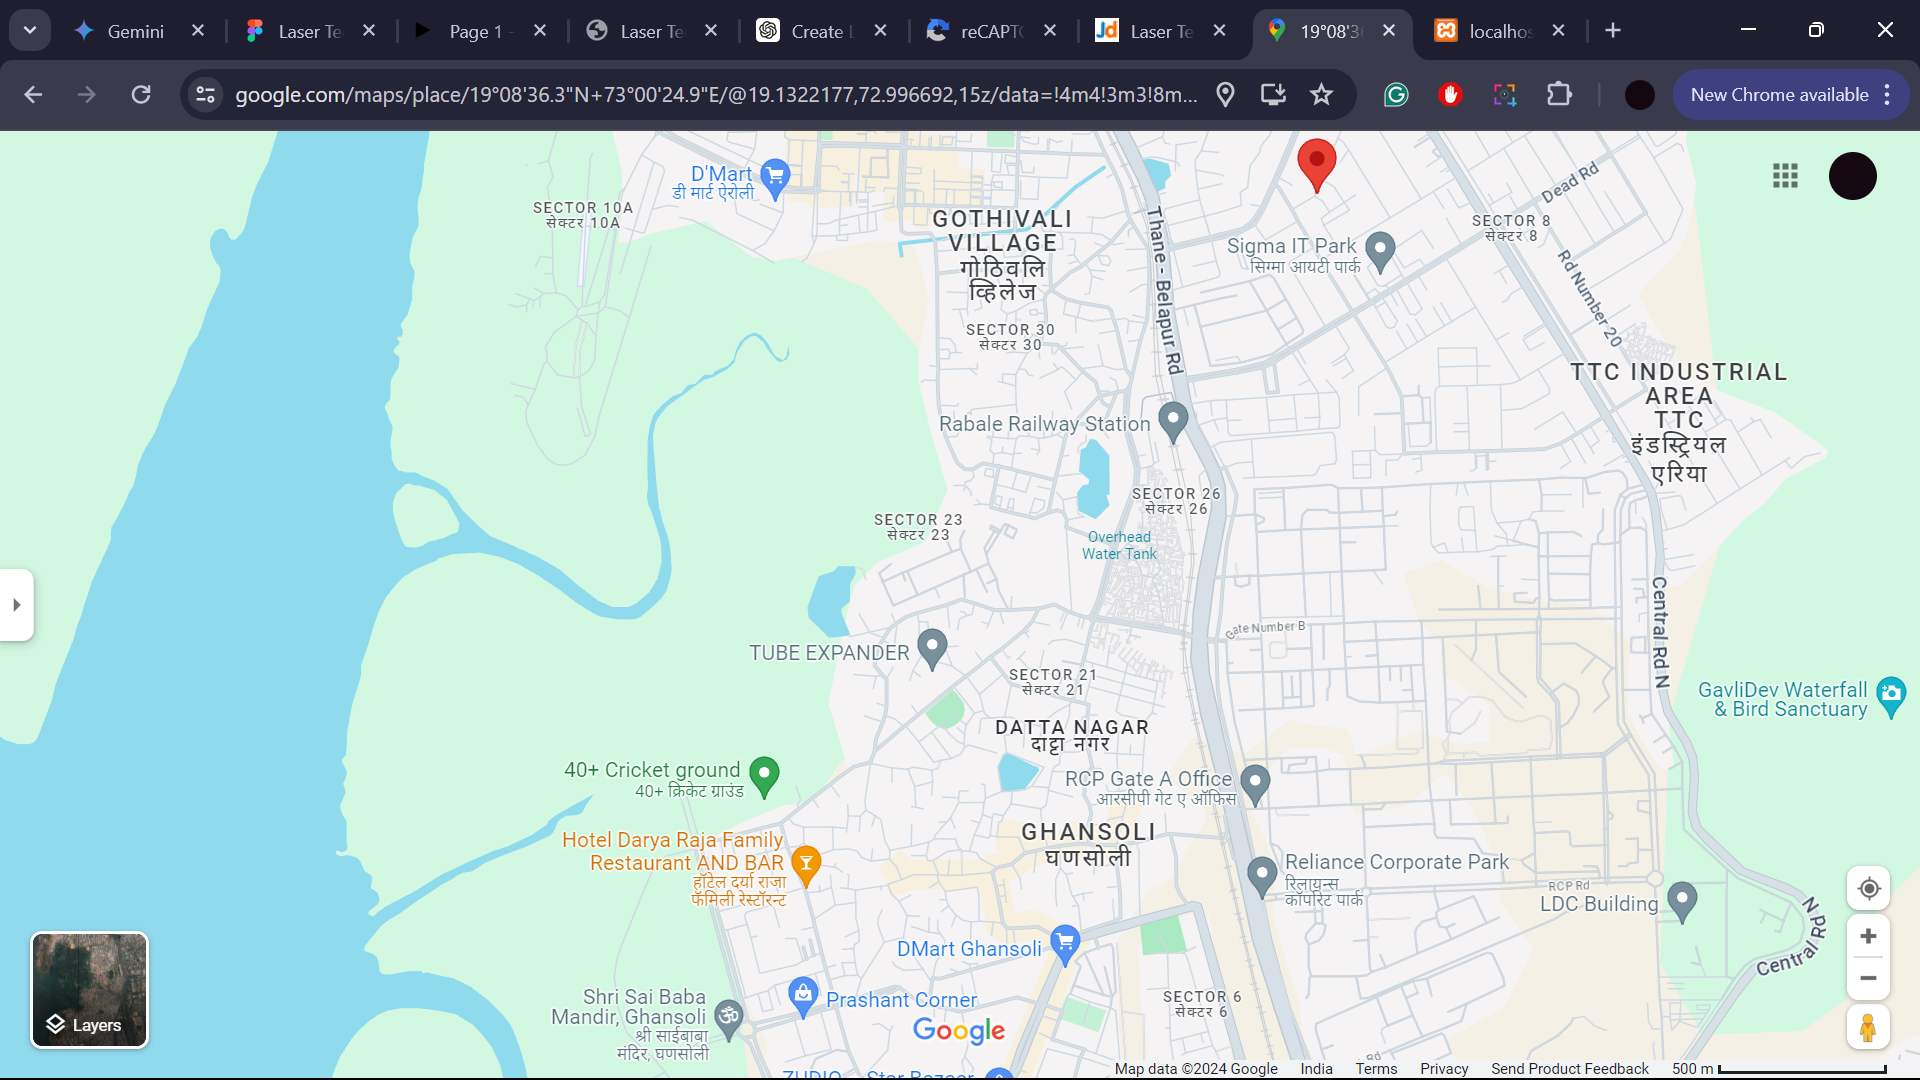 Gemini
Laser Te
Page 1 -
Laser Te
Create L
reCAPTC
Laser Te
19°08'36
localhos
google.com/maps/place/19°08'36.3"N+73°00'24.9"E/@19.1322177,72.996692,15z/data=!4m4!3m3!8m...
New Chrome available
D'Mart
डी मार्ट ऐरोली
SECTOR 10A
सेक्टर 10A
GOTHIVALI
VILLAGE
गोठिवलि
व्हिलेज
Thane - Belapur Rd
Sigma IT Park
सिग्मा आयटी पार्क
Dead Rd
SECTOR 8
सेक्टर 8
Rd Number 20
SECTOR 30
सेक्टर 30
TTC INDUSTRIAL
AREA
TTC
इंडस्ट्रियल
एरिया
Rabale Railway Station
SECTOR 26
सेक्टर 26
SECTOR 23
सेक्टर 23
Overhead
Water Tank
Central Rd N
Gate Number B
TUBE EXPANDER
SECTOR 21
सेक्टर 21
GavliDev Waterfall
& Bird Sanctuary
DATTA NAGAR
दाट्टा नगर
40+ Cricket ground
40+ क्रिकेट ग्राउंड
RCP Gate A Office
आरसीपी गेट ए ऑफिस
GHANSOLI
घणसोली
Hotel Darya Raja Family
Restaurant AND BAR
हॉटेल दर्या राजा
फॅमिली रेस्टॉरन्ट
Reliance Corporate Park
रिलायन्स
कॉर्पोरेट पार्क
RCP Rd
LDC Building
Central Rd N
DMart Ghansoli
Prashant Corner
SECTOR 6
सेक्टर 6
Shri Sai Baba
Mandir, Ghansoli
श्री साईबाबा
मंदिर, घणसोली
Layers
Google
Rd
ZUDIO - Star Bazaar
Map data ©2024 Google India Terms Privacy Send Product Feedback 500 m